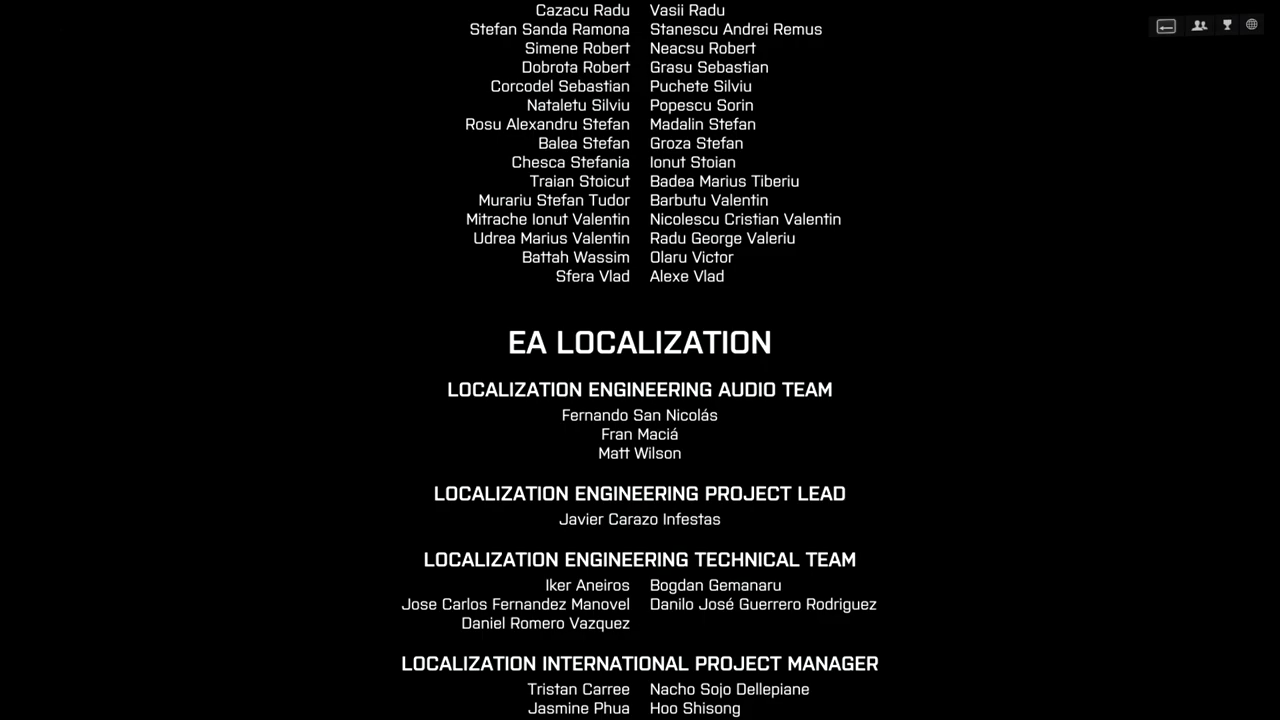 Cazacu Radu Vasii Radu
Stefan Sanda Ramona Stanescu Andrei Remus
Simene Robert Neacsu Robert
Dobrota Robert Grasu Sebastian
Corcodel Sebastian Puchete Silviu
Nataletu Silviu Popescu Sorin
Rosu Alexandru Stefan Madalin Stefan
Balea Stefan Groza Stefan
Chesca Stefania Ionut Stoian
Traian Stoicut Badea Marius Tiberiu
Murariu Stefan Tudor Barbutu Valentin
Mitrache Ionut Valentin Nicolescu Cristian Valentin
Udrea Marius Valentin Radu George Valeriu
Battah Wassim Olaru Victor
Sfera Vlad Alexe Vlad
EA LOCALIZATION
LOCALIZATION ENGINEERING AUDIO TEAM
Fernando San Nicolás
Fran Maciá
Matt Wilson
LOCALIZATION ENGINEERING PROJECT LEAD
Javier Carazo Infestas
LOCALIZATION ENGINEERING TECHNICAL TEAM
Iker Aneiros Bogdan Gemanaru
Jose Carlos Fernandez Manovel Danilo José Guerrero Rodriguez
Daniel Romero Vazquez
LOCALIZATION INTERNATIONAL PROJECT MANAGER
Tristan Carree Nacho Sojo Dellepiane
Jasmine Phua Hoo Shisong